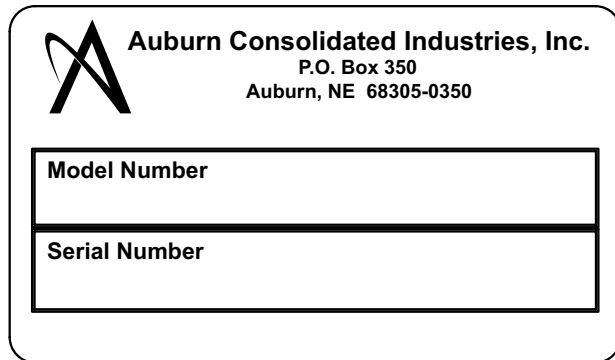 Auburn Consolidated Industries, Inc.
P.O. Box 350
Auburn, NE  68305-0350
Model Number
Serial Number